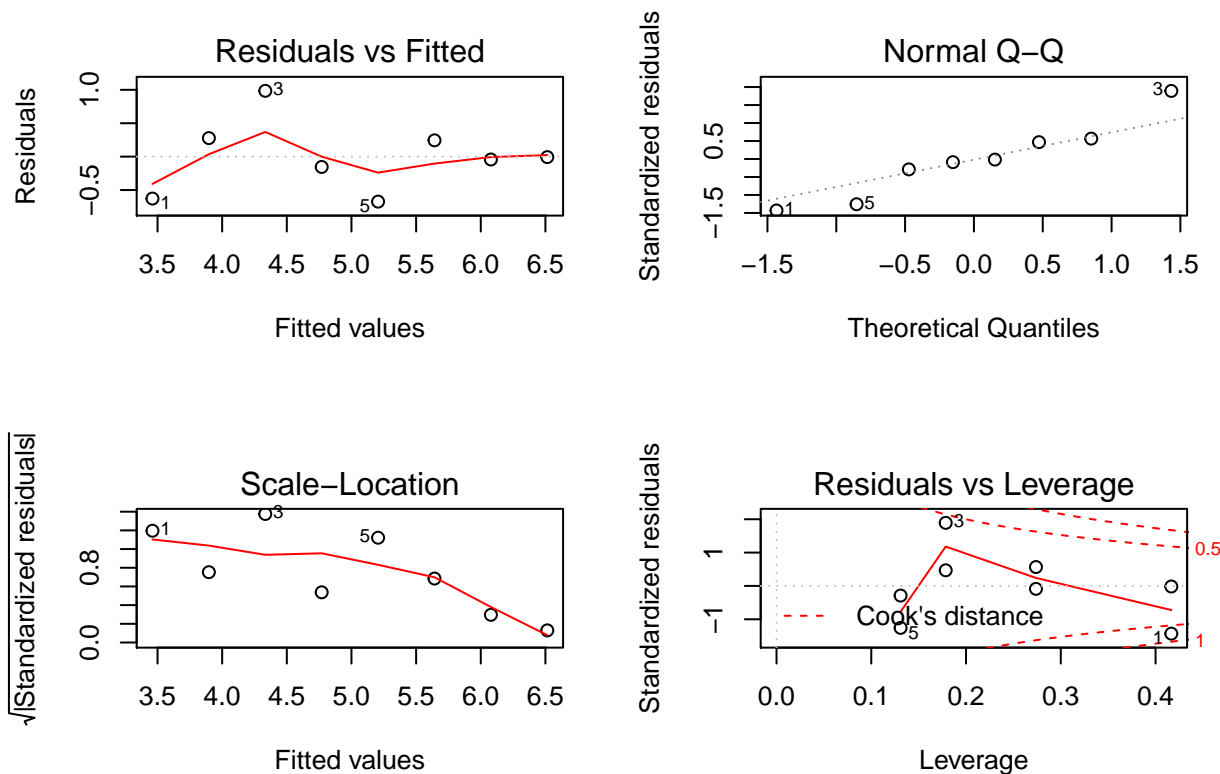 Residuals vs Fitted
Residuals
1.0
−0.5
3
1
5
3.5 4.0 4.5 5.0 5.5 6.0 6.5
Fitted values
Normal Q−Q
Standardized residuals
0.5
−1.5
3
1
5
−1.5 −0.5 0.0 0.5 1.0 1.5
Theoretical Quantiles
Scale−Location
√|Standardized residuals|
0.8
0.0
1
3
5
3.5 4.0 4.5 5.0 5.5 6.0 6.5
Fitted values
Residuals vs Leverage
Standardized residuals
1
−1
3
5
1
0.5
1
Cook's distance
0.0 0.1 0.2 0.3 0.4
Leverage